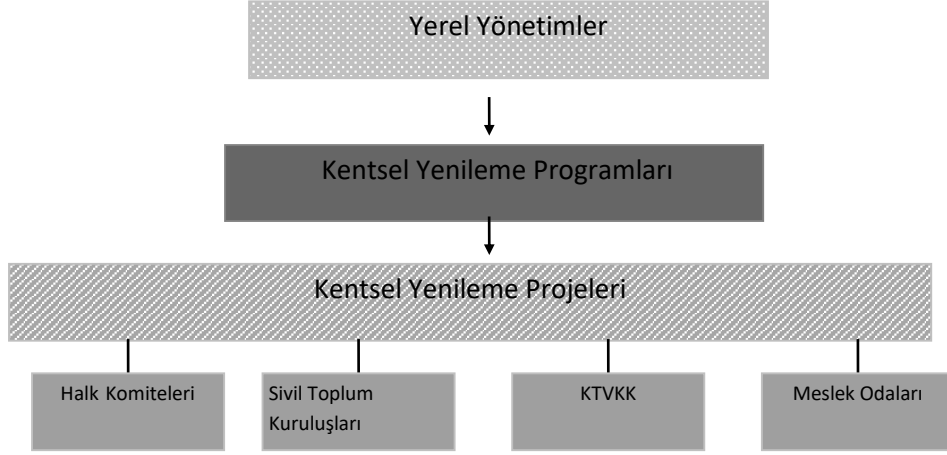 Yerel Yönetimler
Kentsel Yenileme Programları
Kentsel Yenileme Projeleri
Halk Komiteleri
Sivil Toplum
Kuruluşları
KTVKK
Meslek Odaları